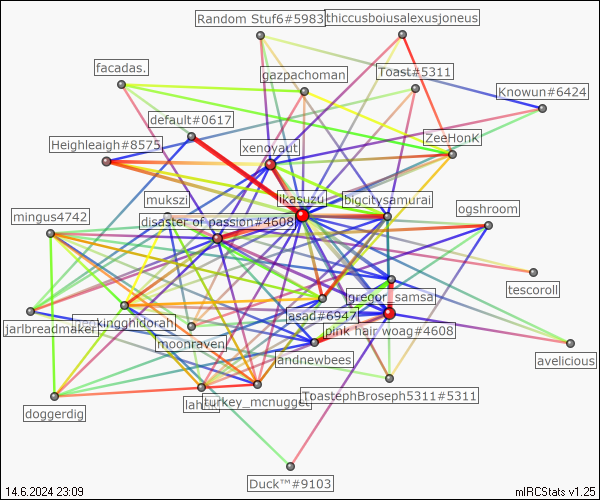 Random Stuf6#5983
thiccusboiusalexusjoneus
facadas.
gazpachoman
Toast#5311
Knowun#6424
default#0617
ZeeHonK
Heighleaigh#8575
xenoyaut
mukszi
ikasuzu
bigcitysamurai
mingus4742
disaster of passion#4608
ogshroom
tescoroll
gregor_samsa
jarlbreadmaker
kingghidorah
asad#6947
pink hair woag#4608
moonraven
andnewbees
avelicious
doggerdig
turkey_mcnugget
ToastephBroseph5311#5311
Duck™#9103
14.6.2024 23:09
mIRCStats v1.25